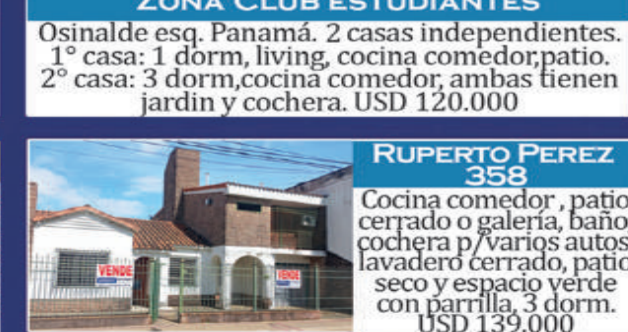 ZONA CLUB ESTUDIANTES
Osinalde esq. Panamá. 2 casas independientes.
1° casa: 1 dorm, living, cocina comedor,patio.
2° casa: 3 dorm,cocina comedor, ambas tienen
jardin y cochera. USD 120.000
RUPERTO PEREZ
358
Cocina comedor , patio
cerrado o galería, baño
cochera p/varios autos
lavadero cerrado, patio
seco y espacio verde
con parrilla, 3 dorm.
USD 139.000
VENDE
VENDE